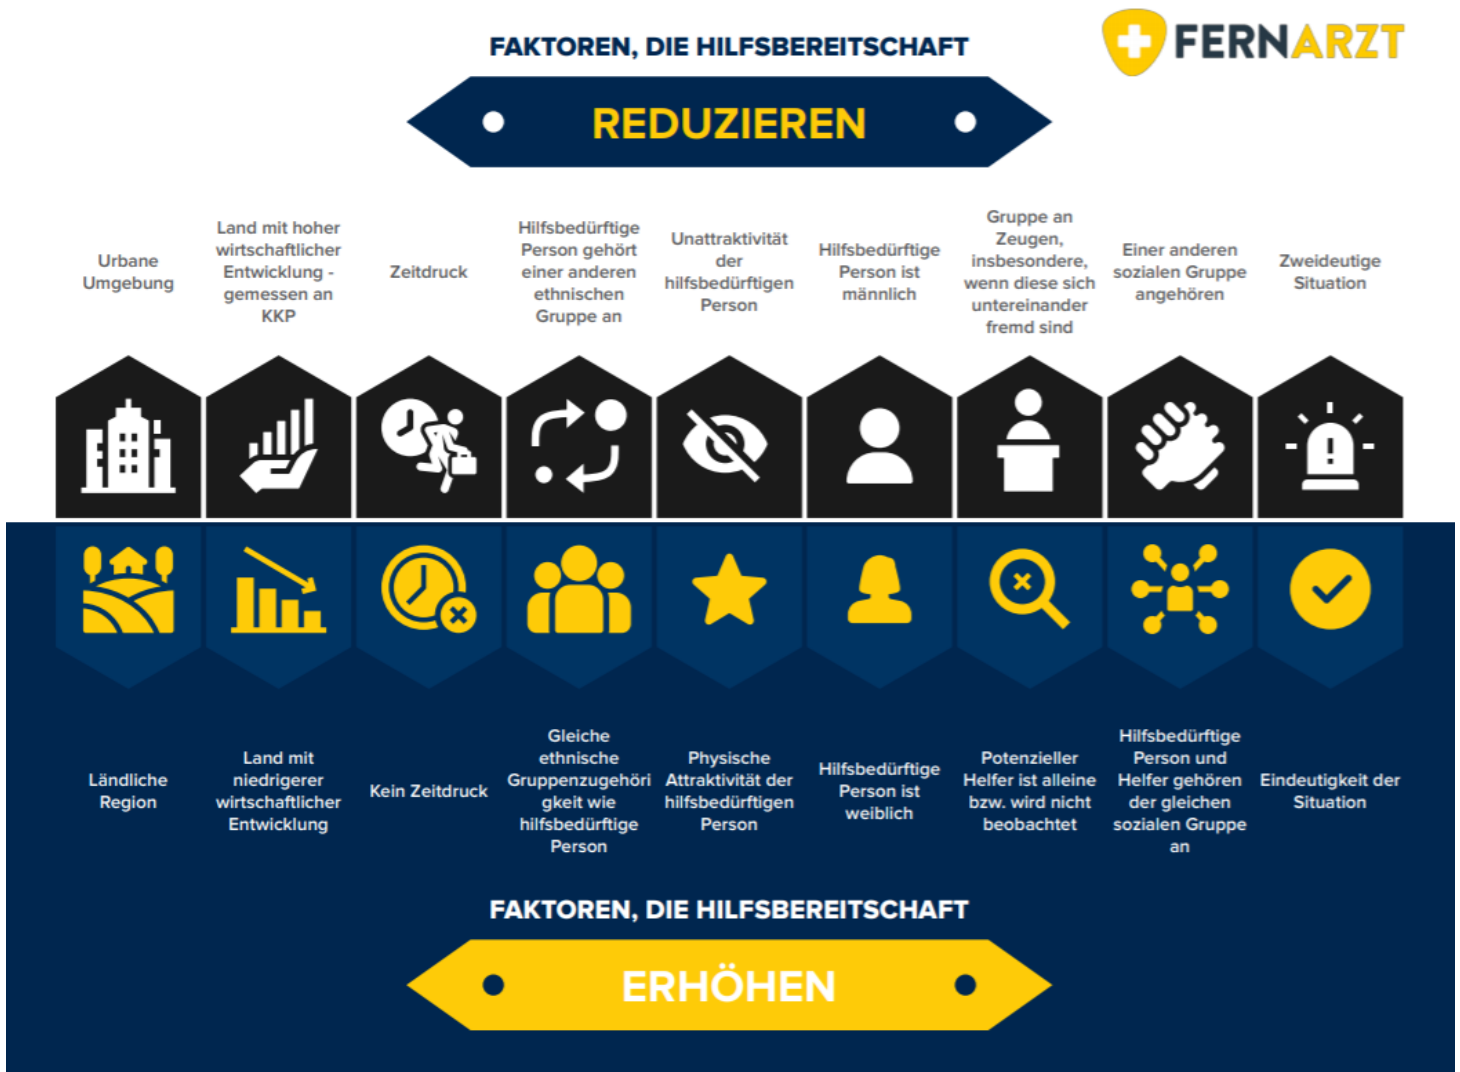 FAKTOREN, DIE HILFSBEREITSCHAFT
FERNARZT
REDUZIEREN
Urbane
Umgebung
Land mit hoher
wirtschaftlicher
Entwicklung -
gemessen an
KKP
Zeitdruck
Hilfsbedürftige
Person gehört
einer anderen
ethnischen
Gruppe an
Unattraktivität
der
hilfsbedürftigen
Person
Hilfsbedürftige
Person ist
männlich
Gruppe an
Zeugen,
insbesondere,
wenn diese sich
untereinander
fremd sind
Einer anderen
sozialen Gruppe
angehören
Zweideutige
Situation
Ländliche
Region
Land mit
niedrigerer
wirtschaftlicher
Entwicklung
Kein Zeitdruck
Gleiche
ethnische
Gruppenzugehöri
gkeit wie
hilfsbedürftige
Person
Physische
Attraktivität der
hilfsbedürftigen
Person
Hilfsbedürftige
Person ist
weiblich
Potenzieller
Helfer ist alleine
bzw. wird nicht
beobachtet
Hilfsbedürftige
Person und
Helfer gehören
der gleichen
sozialen Gruppe
an
Eindeutigkeit der
Situation
FAKTOREN, DIE HILFSBEREITSCHAFT
ERHÖHEN